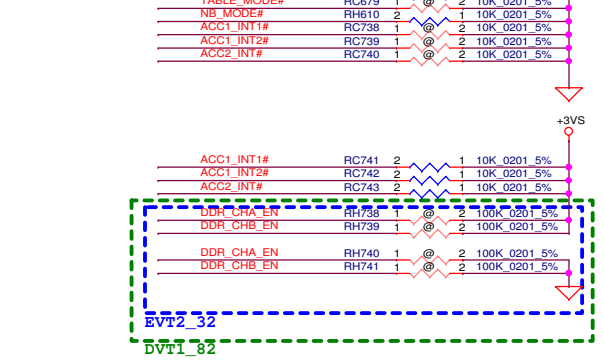 TABLE_MODE# RC679 1 @ 2 10K_0201_5%
NB_MODE# RH610 2 1 10K_0201_5%
ACC1_INT1# RC738 1 @ 2 10K_0201_5%
ACC1_INT2# RC739 1 @ 2 10K_0201_5%
ACC2_INT# RC740 1 @ 2 10K_0201_5%
+3VS
ACC1_INT1# RC741 2 1 10K_0201_5%
ACC1_INT2# RC742 2 1 10K_0201_5%
ACC2_INT# RC743 2 1 10K_0201_5%
DDR_CHA_EN RH738 1 @ 2 100K_0201_5%
DDR_CHB_EN RH739 1 @ 2 100K_0201_5%
DDR_CHA_EN RH740 1 @ 2 100K_0201_5%
DDR_CHB_EN RH741 1 @ 2 100K_0201_5%
EVT2_32
DVT1_82